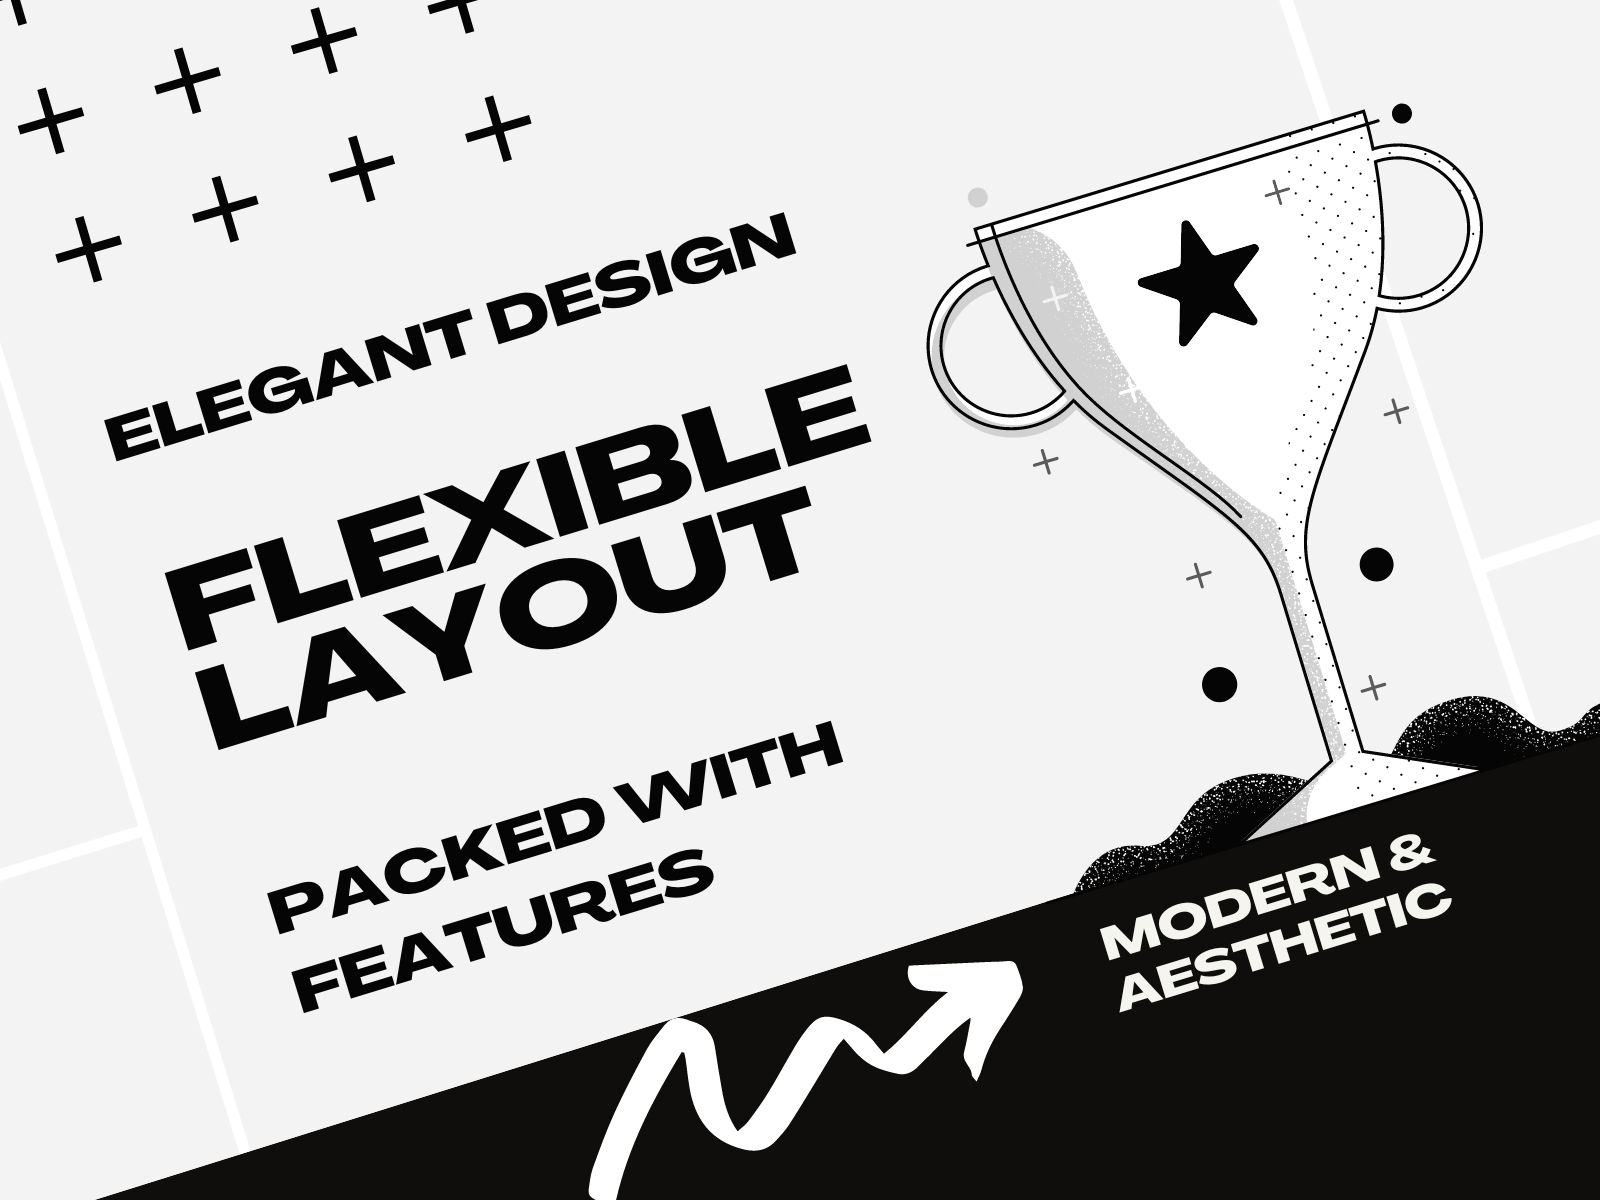 ELEGANT DESIGN
FLEXIBLE
LAYOUT
PACKED WITH
FEATURES
MODERN &
AESTHETIC